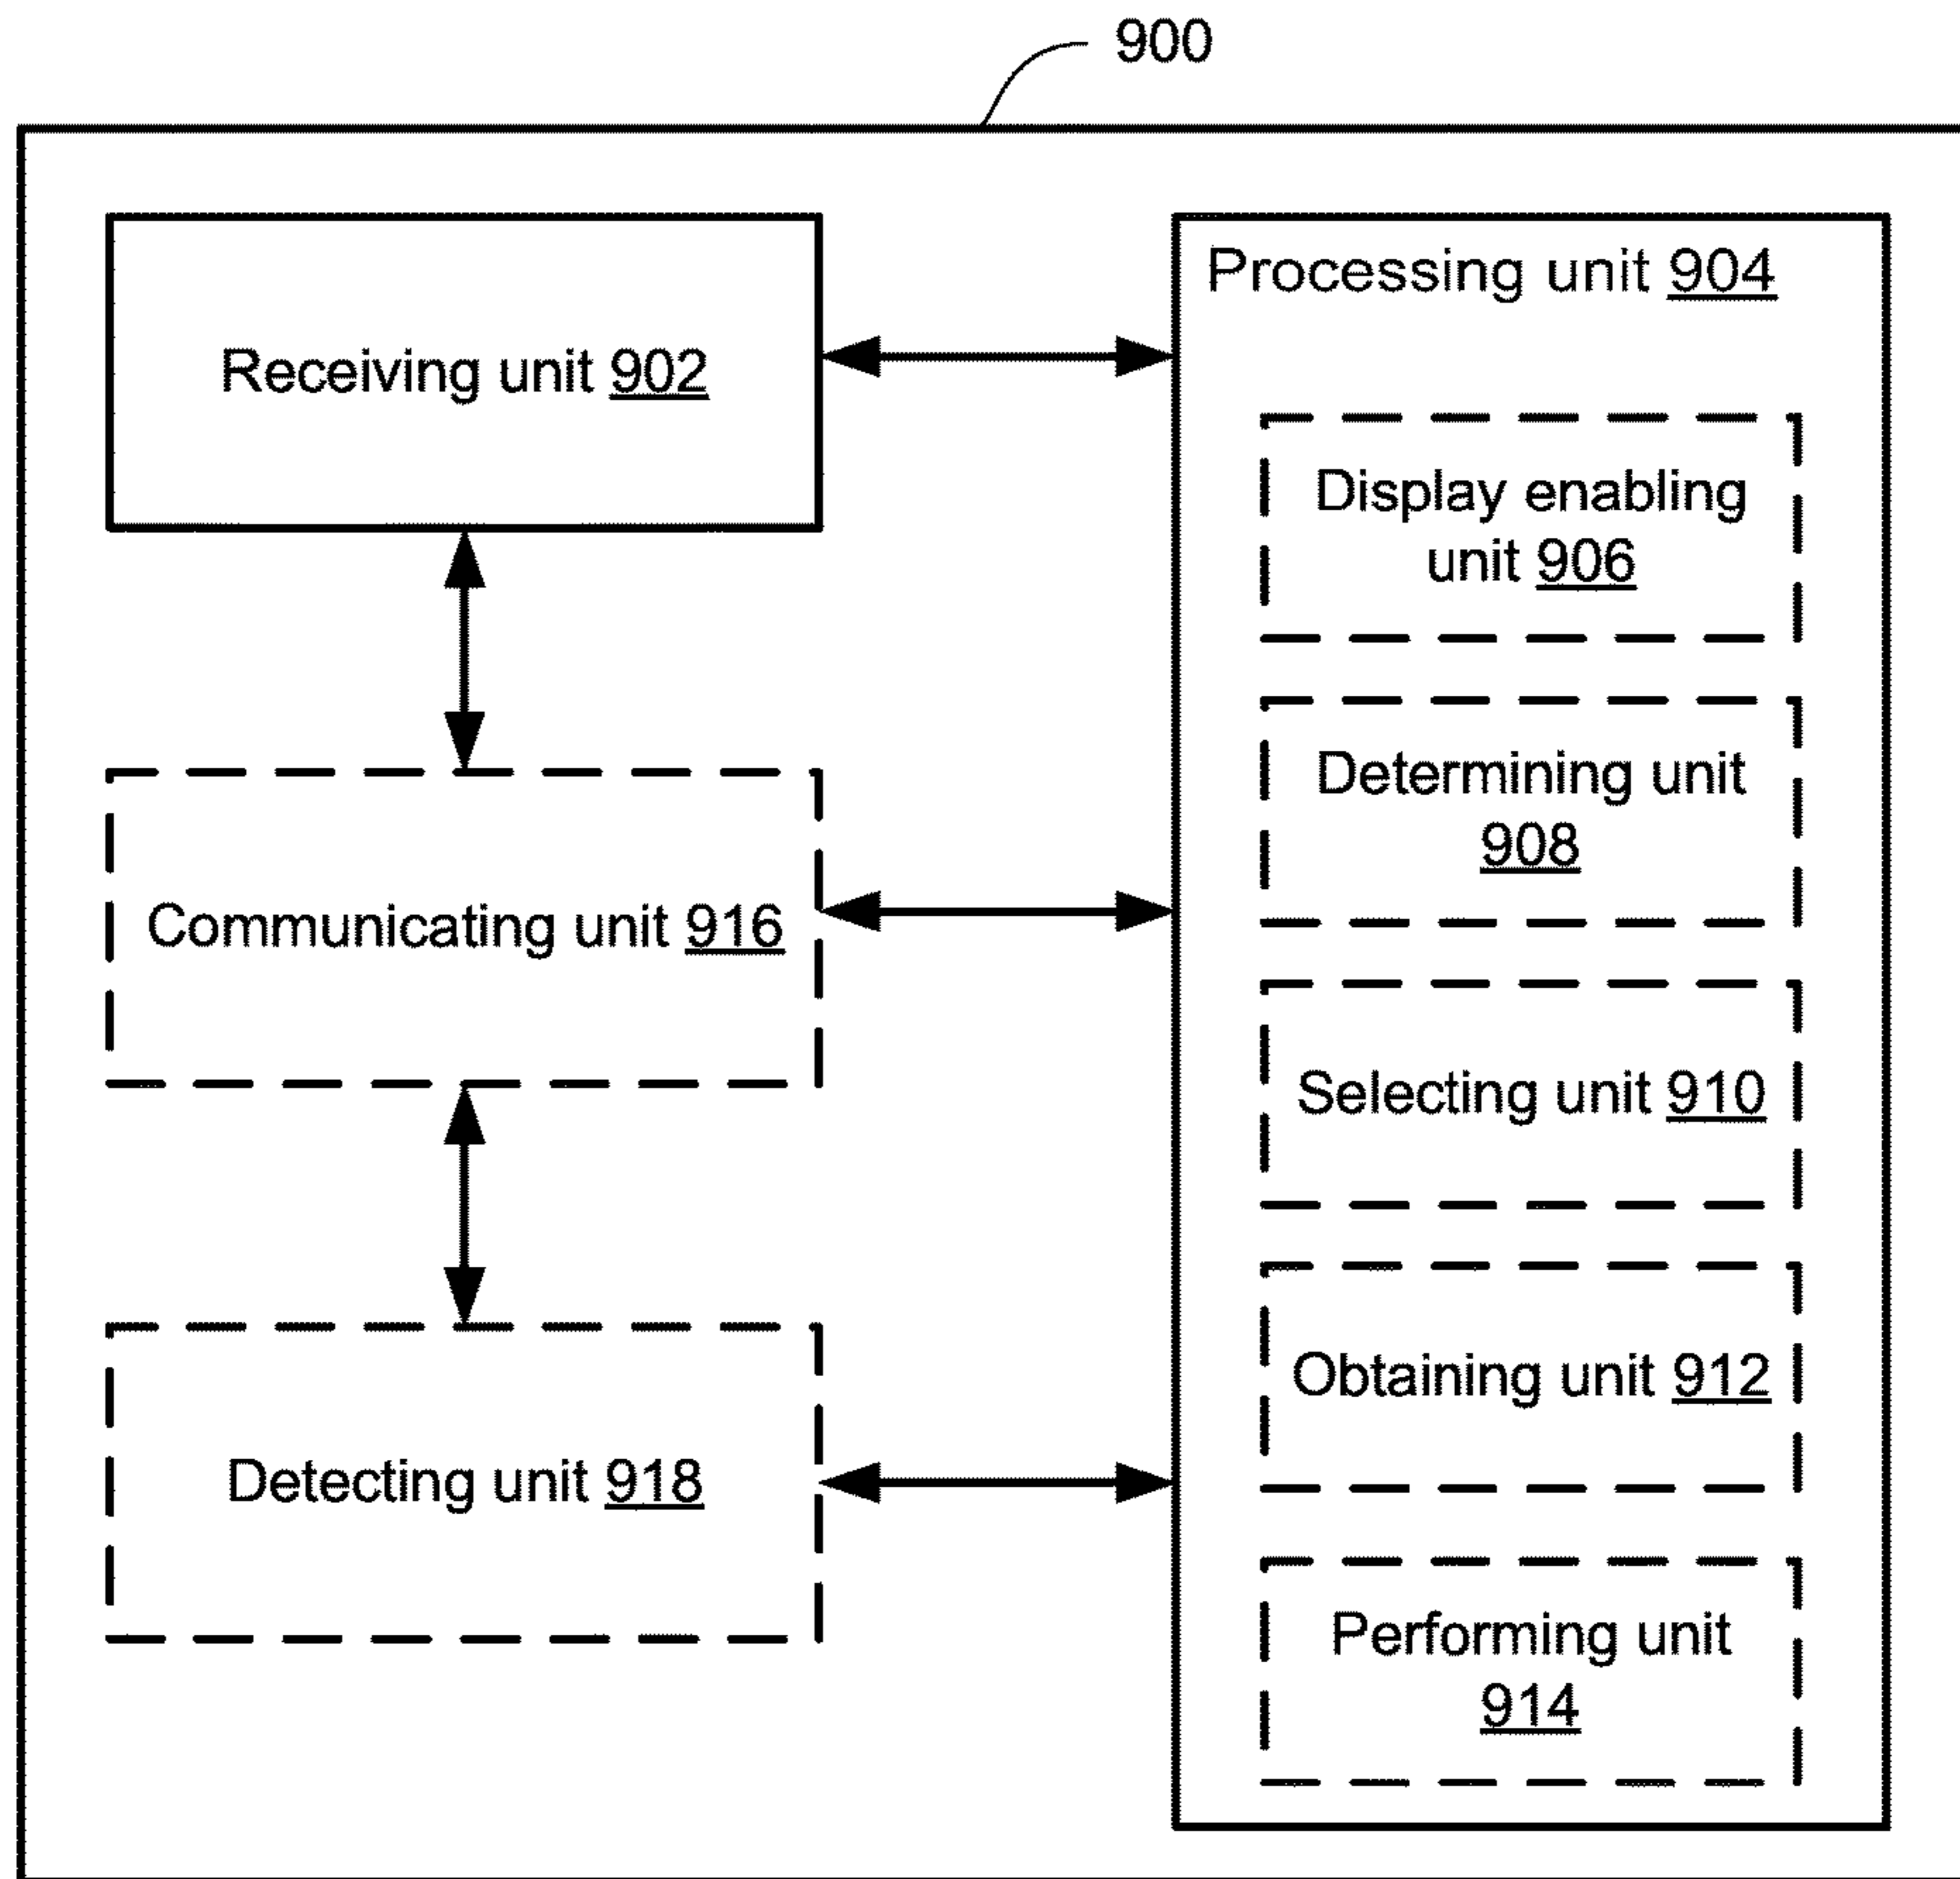 900
Receiving unit 902
Processing unit 904
Display enabling
unit 906
Determining unit
908
Communicating unit 916
Selecting unit 910
Obtaining unit 912
Detecting unit 918
Performing unit
914